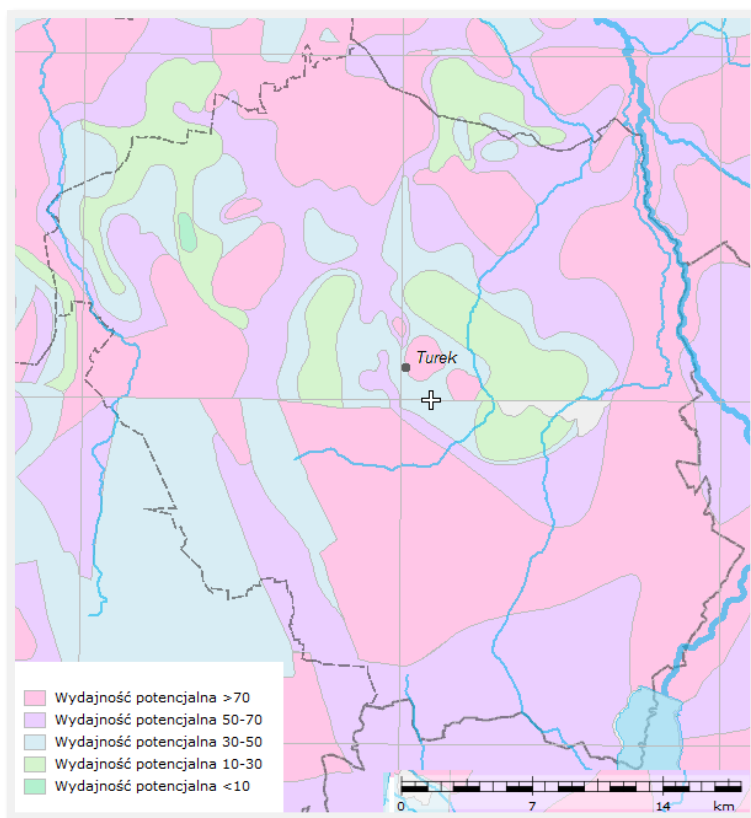 Turek
Wydajność potencjalna >70
Wydajność potencjalna 50-70
Wydajność potencjalna 30-50
Wydajność potencjalna 10-30
Wydajność potencjalna <10
0 7 14 km